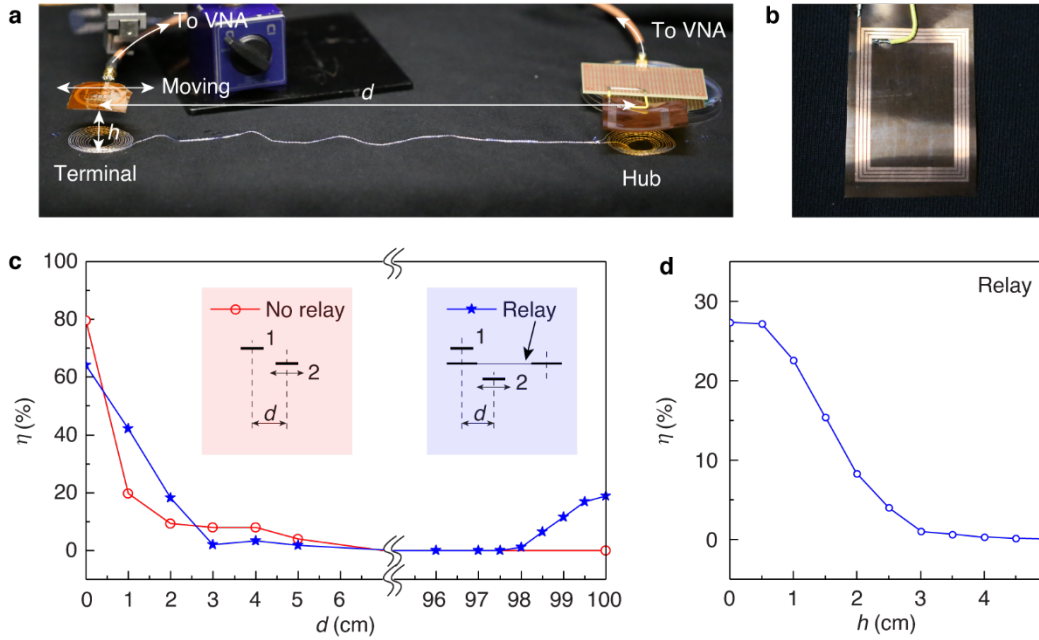 a
To VNA
To VNA
Moving
d
h
Terminal
Hub
b
c
100
80
60
40
20
0
η (%)
No relay
1
2
d
Relay
1
2
d
0 1 2 3 4 5 6 96 97 98 99 100
d (cm)
d
Relay
30
20
10
0
η (%)
0 1 2 3 4
h (cm)